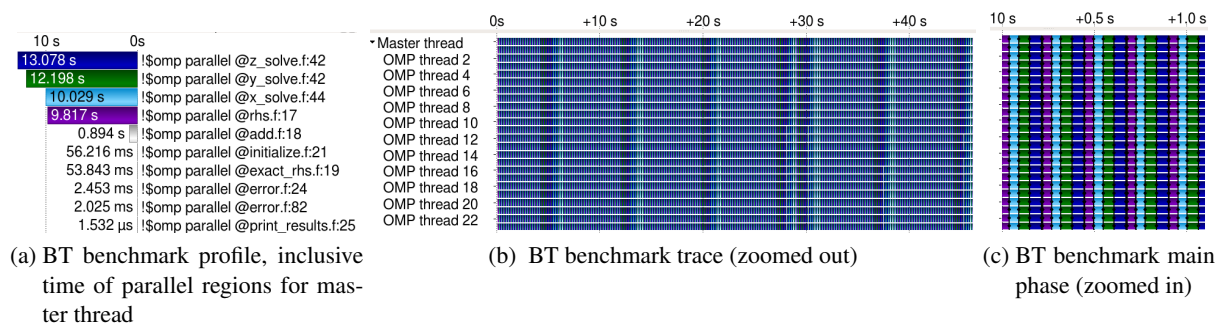 10 s 0s
13.078 s !$omp parallel @z_solve.f:42
12.198 s !$omp parallel @y_solve.f:42
10.029 s !$omp parallel @x_solve.f:44
9.817 s !$omp parallel @rhs.f:17
0.894 s !$omp parallel @add.f:18
56.216 ms !$omp parallel @initialize.f:21
53.843 ms !$omp parallel @exact_rhs.f:19
2.453 ms !$omp parallel @error.f:24
2.025 ms !$omp parallel @error.f:82
1.532 µs !$omp parallel @print_results.f:25
(a) BT benchmark profile, inclusive
time of parallel regions for mas-
ter thread
0s +10 s +20 s +30 s +40 s
Master thread
OMP thread 2
OMP thread 4
OMP thread 6
OMP thread 8
OMP thread 10
OMP thread 12
OMP thread 14
OMP thread 16
OMP thread 18
OMP thread 20
OMP thread 22
(b) BT benchmark trace (zoomed out)
10 s +0.5 s +1.0 s
(c) BT benchmark main
phase (zoomed in)